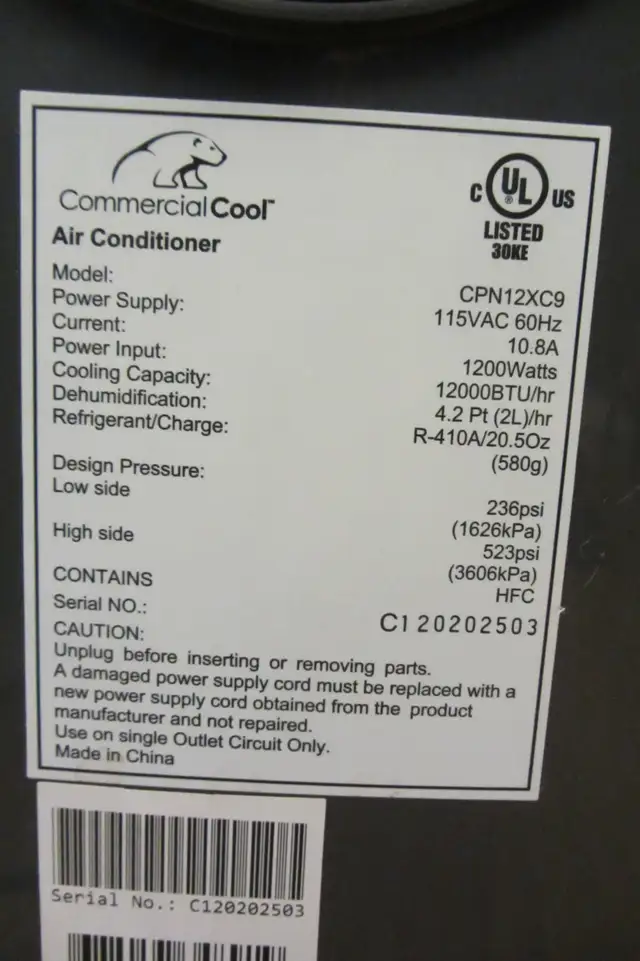 CommercialCool™
C UL® US
LISTED
30KE
Air Conditioner
Model: CPN12XC9
Power Supply: 115VAC 60Hz
Current: 10.8A
Power Input: 1200Watts
Cooling Capacity: 12000BTU/hr
Dehumidification: 4.2 Pt (2L)/hr
Refrigerant/Charge: R-410A/20.5Oz
(580g)
Design Pressure:
Low side 236psi
(1626kPa)
High side 523psi
(3606kPa)
CONTAINS HFC
Serial NO.: C120202503
CAUTION:
Unplug before inserting or removing parts.
A damaged power supply cord must be replaced with a
new power supply cord obtained from the product
manufacturer and not repaired.
Use on single Outlet Circuit Only.
Made in China
Serial No.: C120202503